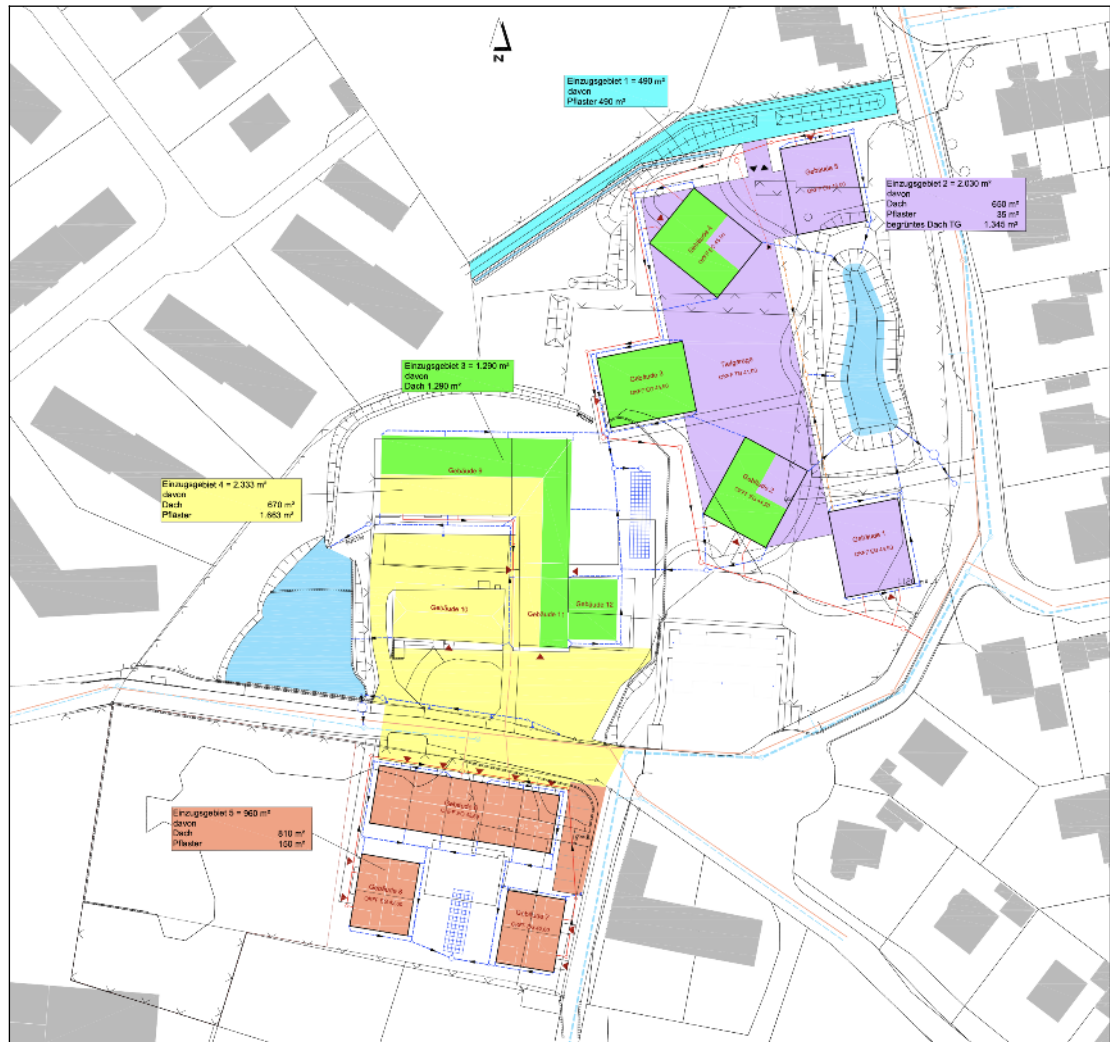 N
Einzugsgebiet 1 = 490 m²
davon
Pflaster 490 m²
Gebäude 5
Einzugsgebiet 2 = 2.030 m²
davon
Dach 650 m²
Pflaster 35 m²
begrüntes Dach TG 1.345 m²
Gebäude 4
Einzugsgebiet 3 = 1.290 m²
davon
Dach 1.290 m²
Gebäude 3
Tiefgarage
Gebäude 9
Gebäude 2
Einzugsgebiet 4 = 2.333 m²
davon
Dach 670 m²
Pflaster 1.663 m²
Gebäude 1
Gebäude 10
Gebäude 11
Gebäude 12
Einzugsgebiet 5 = 960 m²
davon
Dach 810 m²
Pflaster 150 m²
Gebäude 6
Gebäude 7